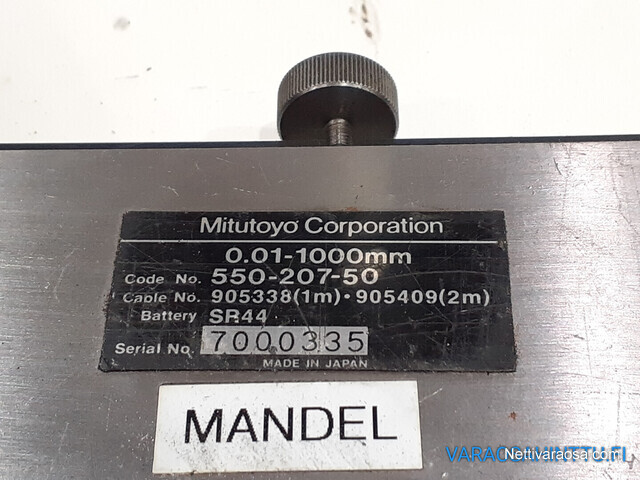 Mitutoyo Corporation
0.01-1000mm
Code No. 550-207-50
Cable No. 905338(1m)·905409(2m)
Battery SR44
Serial No. 7000335
MADE IN JAPAN
MANDEL
Nettivaraosa.com